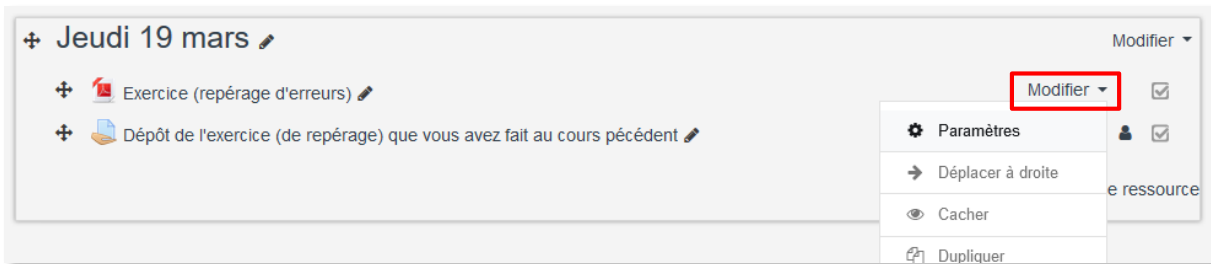 Jeudi 19 mars
Modifier
Exercice (repérage d'erreurs)
Modifier
Dépôt de l'exercice (de repérage) que vous avez fait au cours pécédent
Paramètres
Déplacer à droite
e ressource
Cacher
Dupliquer